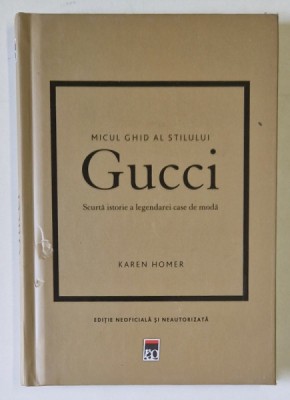 MICUL GHID AL STILULUI
Gucci
Scurtă istorie a legendarei case de modă
KAREN HOMER
EDIȚIE NEOFICIALĂ ȘI NEAUTORIZATĂ